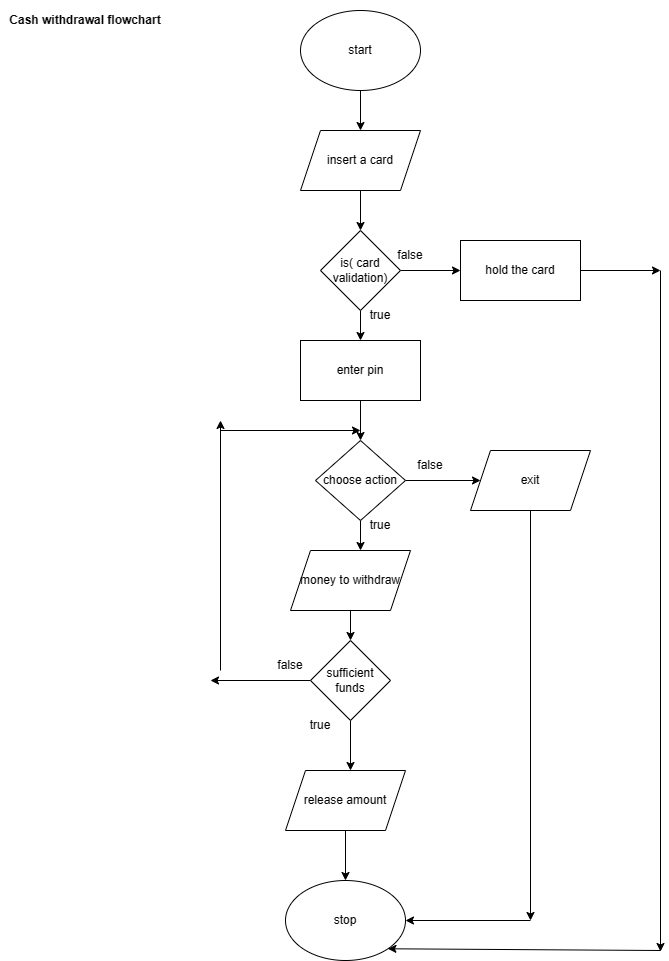 Cash withdrawal flowchart
start
insert a card
is( card
validation)
false
hold the card
true
enter pin
choose action
false
exit
true
money to withdraw
sufficient
funds
false
true
release amount
stop